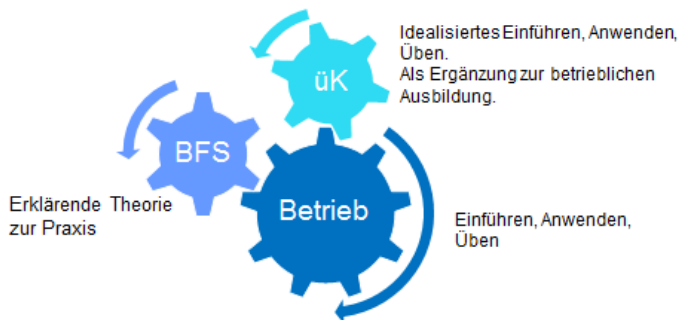 Idealisiertes Einführen, Anwenden,
Üben.
Als Ergänzung zur betrieblichen
Ausbildung.
üK
BFS
Erklärende Theorie
zur Praxis
Betrieb
Einführen, Anwenden,
Üben